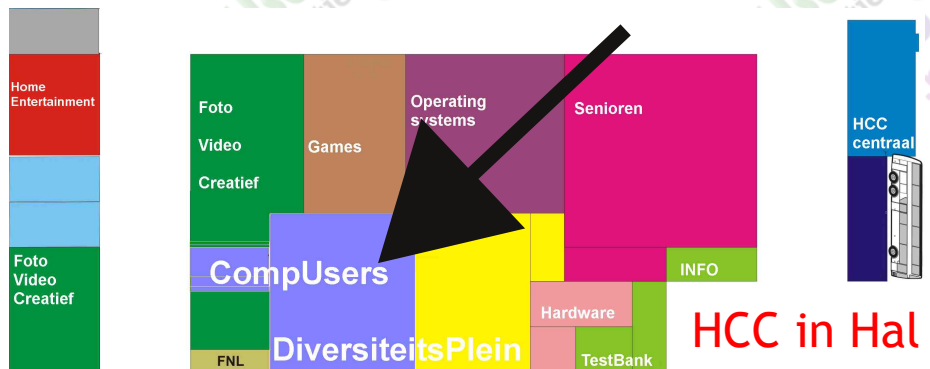 Home
Entertainment
Foto
Video
Creatief
Foto
Video
Creatief
Games
Operating
systems
Senioren
HCC
centraal
CompUsers
INFO
Hardware
DiversiteitsPlein
FNL
TestBank
HCC in Hal